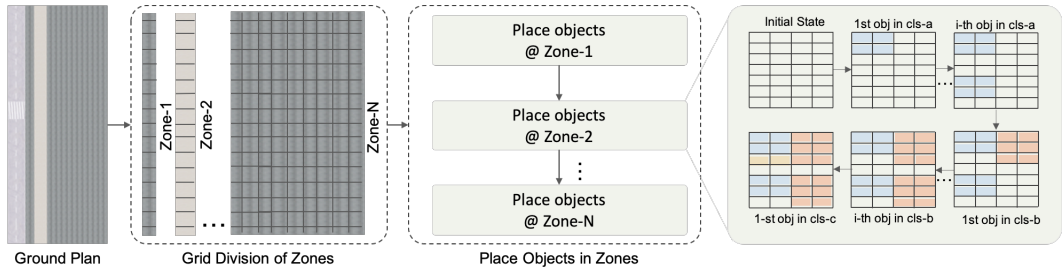 Ground Plan
Zone-1
Zone-2
...
Zone-N
Grid Division of Zones
Place objects
@ Zone-1
Place objects
@ Zone-2
Place objects
@ Zone-N
Place Objects in Zones
Initial State
1st obj in cls-a
i-th obj in cls-a
...
1-st obj in cls-c
i-th obj in cls-b
1st obj in cls-b
...